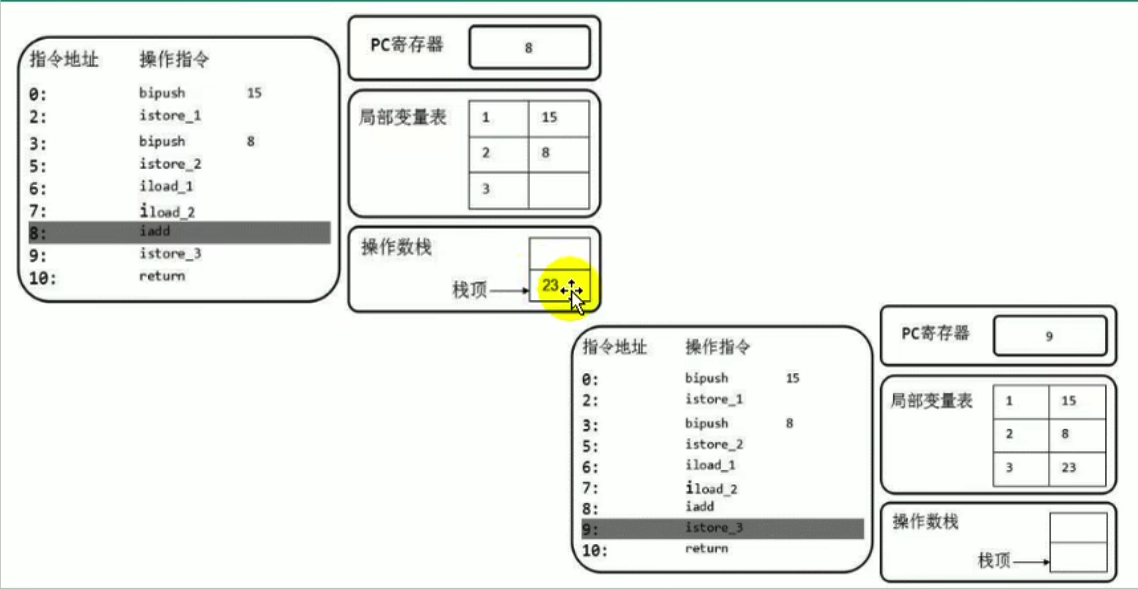 指令地址 操作指令
0: bipush 15
2: istore_1
3: bipush 8
5: istore_2
6: iload_1
7: iload_2
8: iadd
9: istore_3
10: return
PC寄存器 8
局部变量表 1 15
2 8
3
操作数栈
栈顶 23
指令地址 操作指令
0: bipush 15
2: istore_1
3: bipush 8
5: istore_2
6: iload_1
7: iload_2
8: iadd
9: istore_3
10: return
PC寄存器 9
局部变量表 1 15
2 8
3 23
操作数栈
栈顶